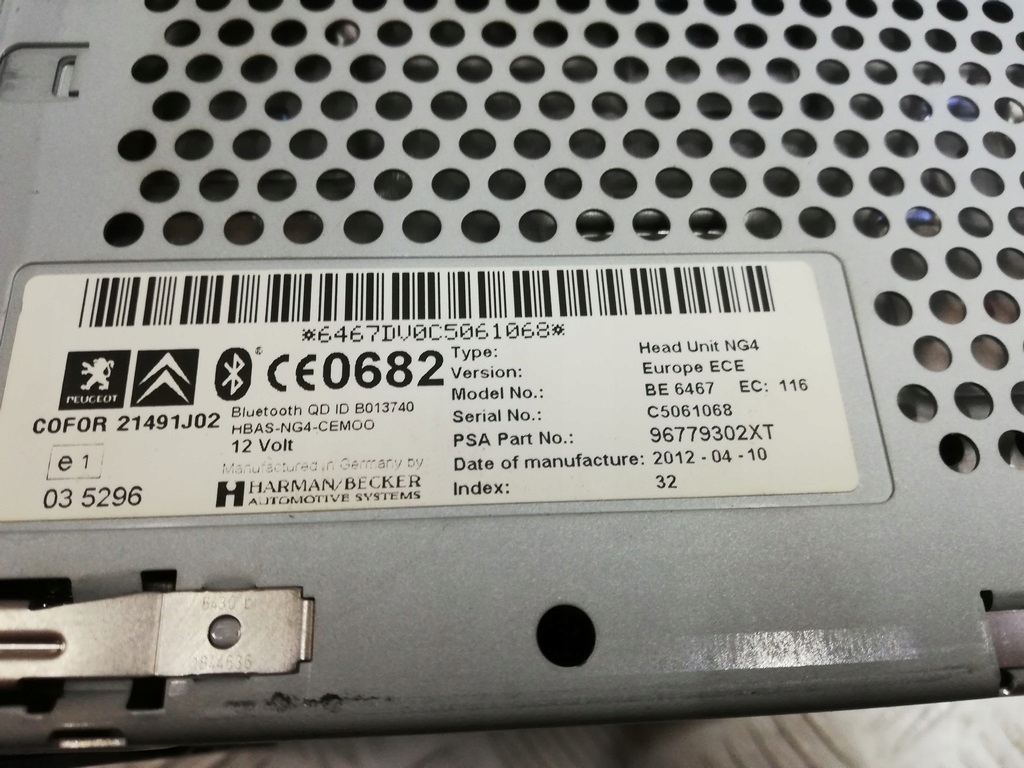 *6467DV0C5061068*
PEUGEOT
CE0682
COFOR 21491J02
Bluetooth QD ID B013740
HBAS-NG4-CEMOO
12 Volt
e1
Manufactured in Germany by
HARMAN/BECKER
AUTOMOTIVE SYSTEMS
03 5296
Type: Head Unit NG4
Version: Europe ECE
Model No.: BE 6467 EC: 116
Serial No.: C5061068
PSA Part No.: 96779302XT
Date of manufacture: 2012-04-10
Index: 32